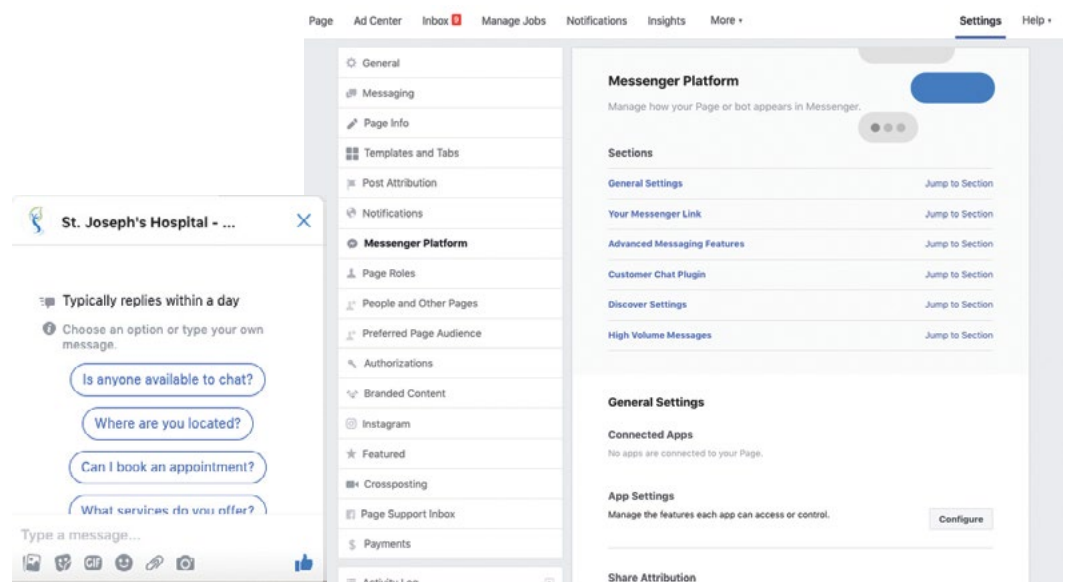 Page Ad Center Inbox 9 Manage Jobs Notifications Insights More Settings Help
General
Messaging
Page Info
Templates and Tabs
Post Attribution
Notifications
Messenger Platform
Page Roles
People and Other Pages
Preferred Page Audience
Authorizations
Branded Content
Instagram
Featured
Crossposting
Page Support Inbox
Payments
Activity Log
Messenger Platform
Manage how your Page or bot appears in Messenger.
Sections
General Settings Jump to Section
Your Messenger Link Jump to Section
Advanced Messaging Features Jump to Section
Customer Chat Plugin Jump to Section
Discover Settings Jump to Section
High Volume Messages Jump to Section
General Settings
Connected Apps
No apps are connected to your Page.
App Settings
Manage the features each app can access or control.
Configure
Share Attribution
St. Joseph's Hospital - ...
Typically replies within a day
Choose an option or type your own
message.
Is anyone available to chat?
Where are you located?
Can I book an appointment?
What services do you offer?
Type a message...
GIF